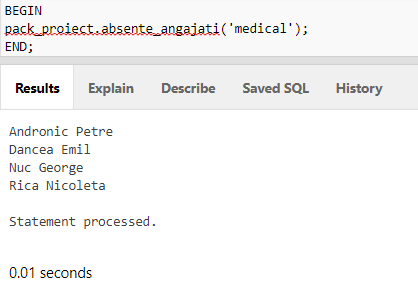 BEGIN
pack_proiect.absente_angajati('medical');
END;
Results Explain Describe Saved SQL History
Andronic Petre
Dancea Emil
Nuc George
Rica Nicoleta
Statement processed.
0.01 seconds